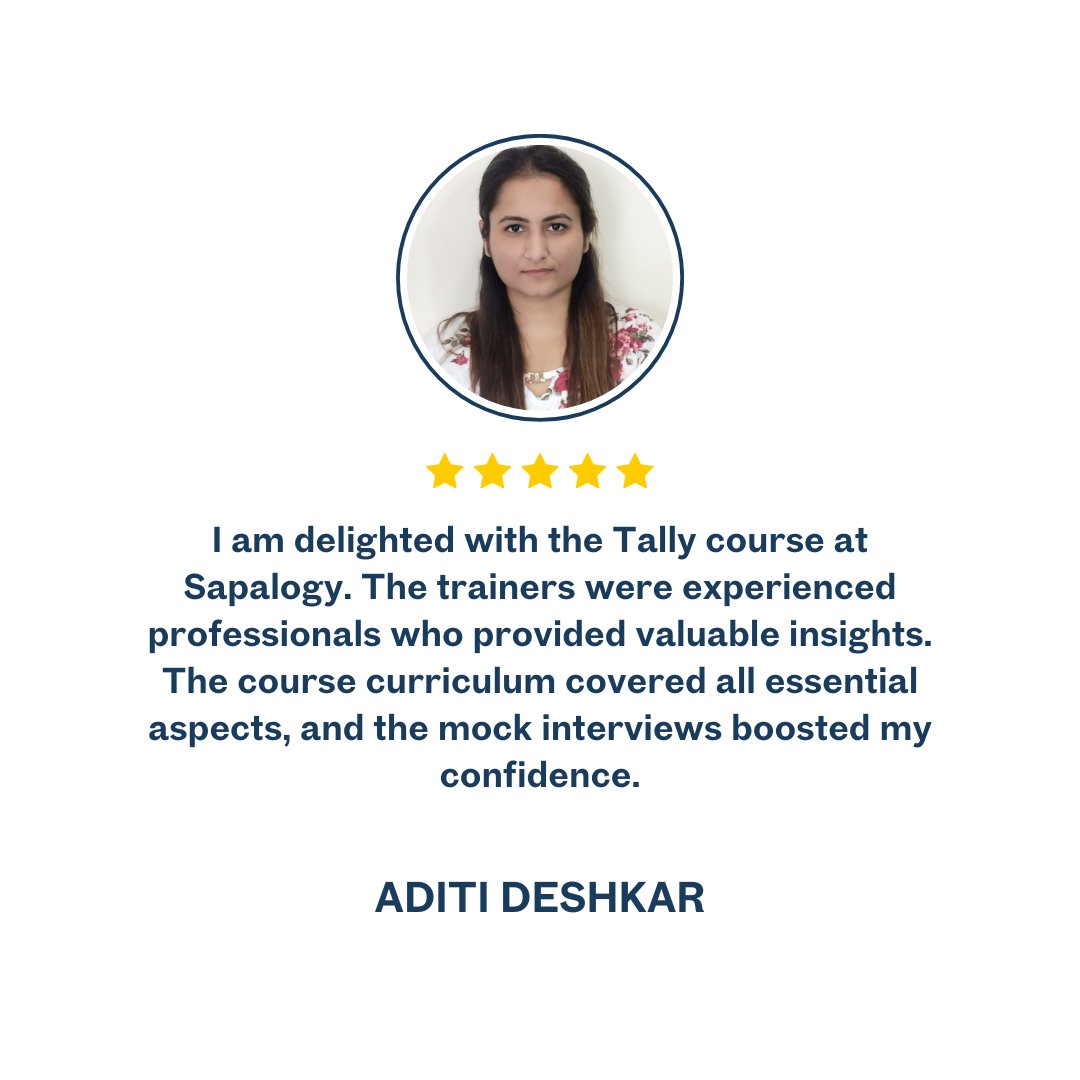 I am delighted with the Tally course at
Sapalogy. The trainers were experienced
professionals who provided valuable insights.
The course curriculum covered all essential
aspects, and the mock interviews boosted my
confidence.
ADITI DESHKAR